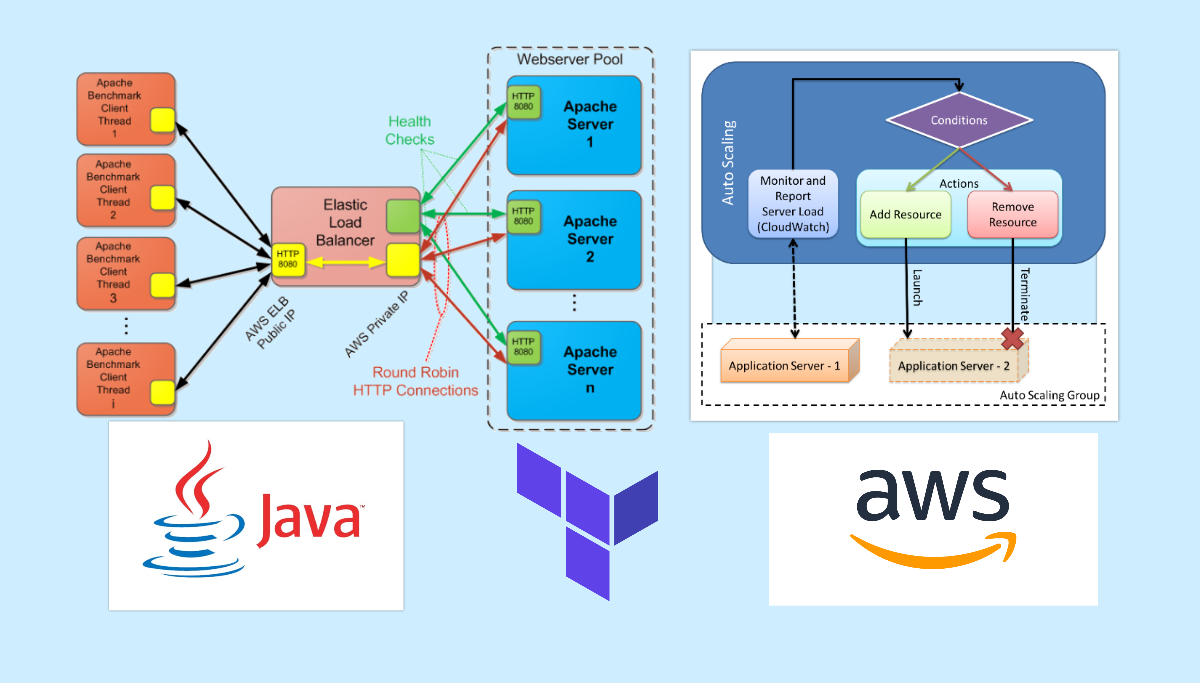 Apache
Benchmark
Client
Thread
1
Apache
Benchmark
Client
Thread
2
Apache
Benchmark
Client
Thread
3
Apache
Benchmark
Client
Thread
i
Elastic
Load
Balancer
HTTP
8080
AWS ELB
Public IP
AWS Private IP
Health
Checks
Round Robin
HTTP Connections
Webserver Pool
HTTP
8080
Apache
Server
1
HTTP
8080
Apache
Server
2
HTTP
8080
Apache
Server
n
Auto Scaling
Conditions
Monitor and
Report
Server Load
(CloudWatch)
Actions
Add Resource
Remove
Resource
Launch
Terminate
Application Server - 1
Application Server - 2
Auto Scaling Group
Java™
aws